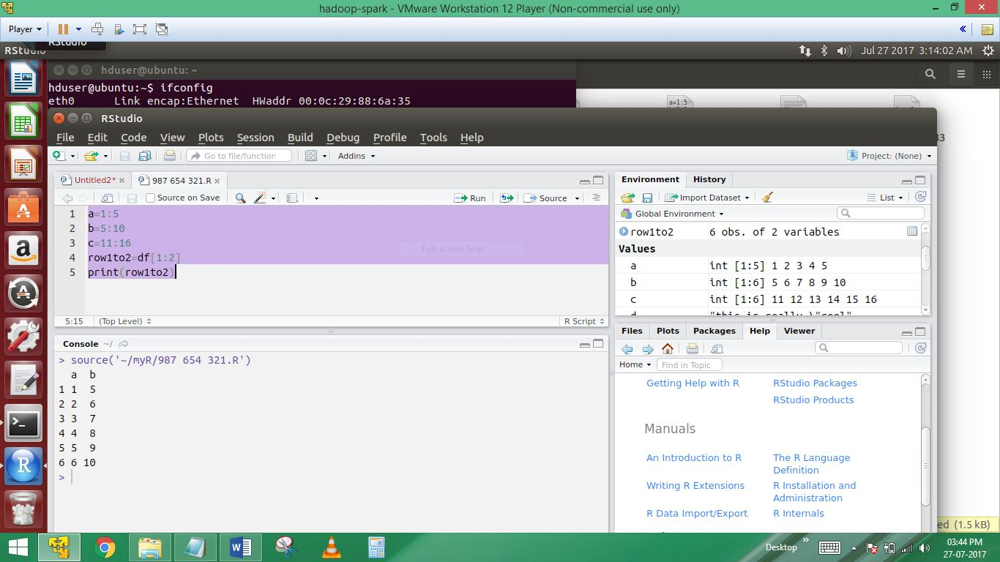 hadoop-spark - VMware Workstation 12 Player (Non-commercial use only)
Player
RStudio
RStudio
Jul 27 2017 3:14:02 AM
hduser@ubuntu: ~
hduser@ubuntu:~$ ifconfig
eth0 Link encap:Ethernet HWaddr 00:0c:29:88:6a:35
a=1:5
RStudio
File Edit Code View Plots Session Build Debug Profile Tools Help
Go to file/function Addins Project: (None)
Untitled2* 987 654 321.R
Source on Save Run Source
1 a=1:5
2 b=5:10
3 c=11:16
4 row1to2=df[1:2]
5 print(row1to2)
Full-screen Snip
5:15 (Top Level) R Script
Console ~/
> source('~/myR/987 654 321.R')
a b
1 1 5
2 2 6
3 3 7
4 4 8
5 5 9
6 6 10
>
Environment History
Import Dataset List
Global Environment
row1to2 6 obs. of 2 variables
Values
a int [1:5] 1 2 3 4 5
b int [1:6] 5 6 7 8 9 10
c int [1:6] 11 12 13 14 15 16
d "this is really \"cool"
Files Plots Packages Help Viewer
Home Find in Topic
Getting Help with R RStudio Packages
RStudio Products
Manuals
An Introduction to R The R Language Definition
Writing R Extensions R Installation and Administration
R Data Import/Export R Internals
(1.5 kB)
Desktop
03:44 PM
27-07-2017